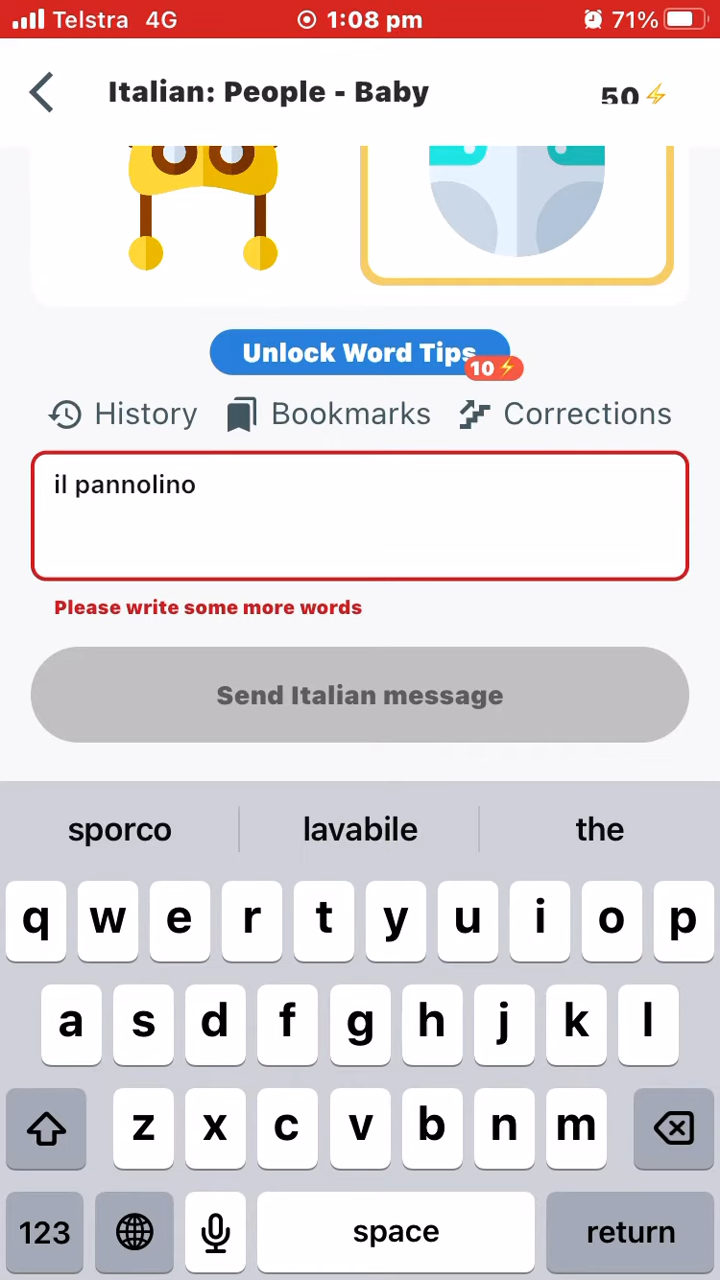 Telstra 4G 1:08 pm 71%
Italian: People - Baby 50
Unlock Word Tips
10
History Bookmarks Corrections
il pannolino
Please write some more words
Send Italian message
sporco lavabile the
q w e r t y u i o p
a s d f g h j k l
z x c v b n m
123 space return